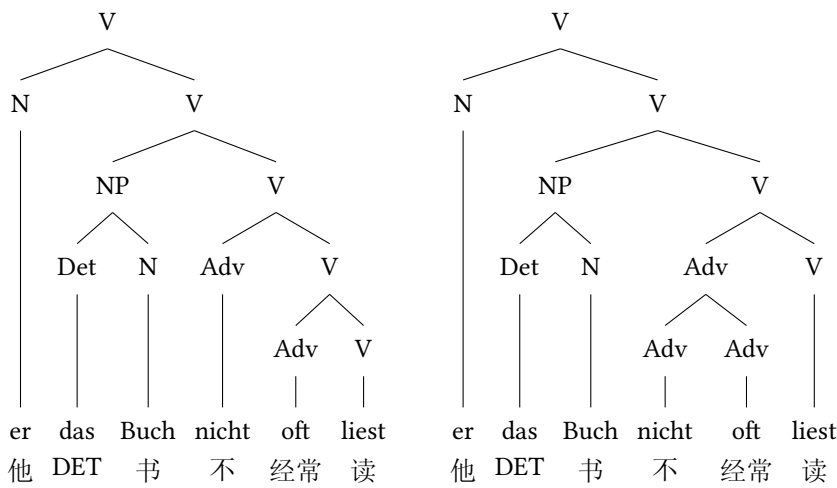 V V
N V N V
NP V NP V
Det N Adv V Det N Adv V
Adv V Adv Adv
er das Buch nicht oft liest er das Buch nicht oft liest
他 DET 书 不 经常 读 他 DET 书 不 经常 读